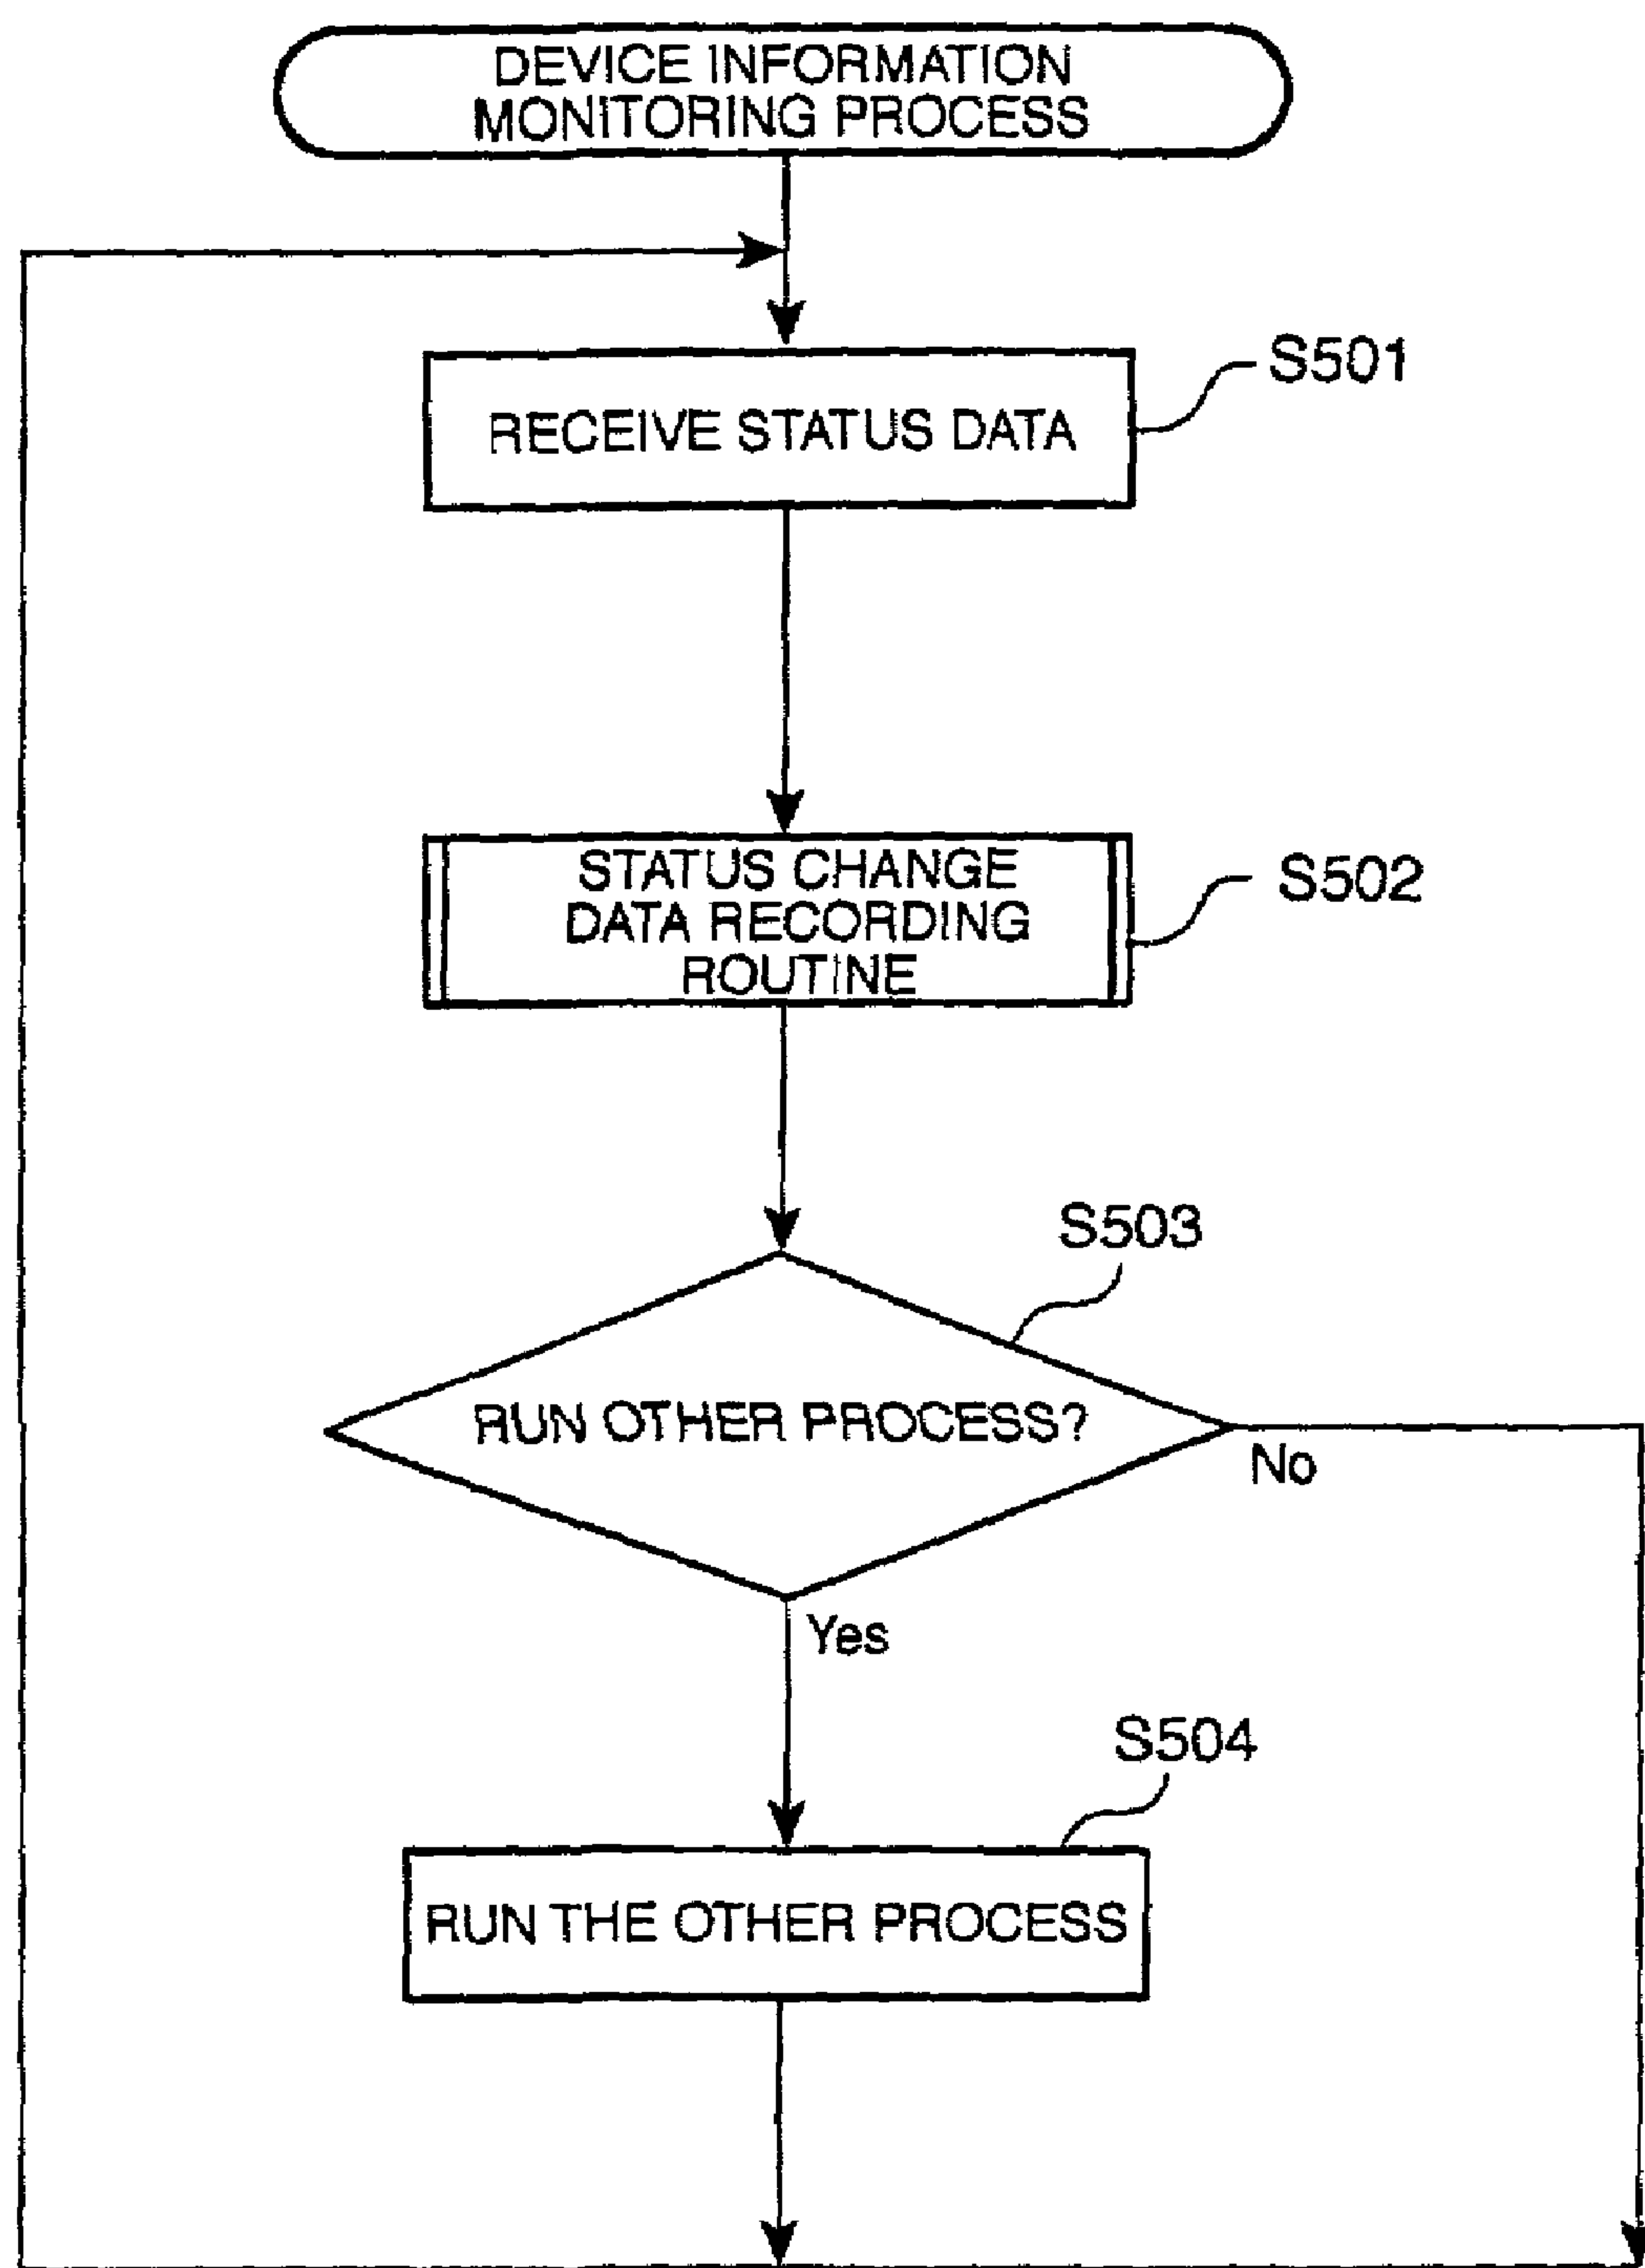 DEVICE INFORMATION
MONITORING PROCESS
S501
RECEIVE STATUS DATA
S502
STATUS CHANGE
DATA RECORDING
ROUTINE
S503
RUN OTHER PROCESS?
No
Yes
S504
RUN THE OTHER PROCESS